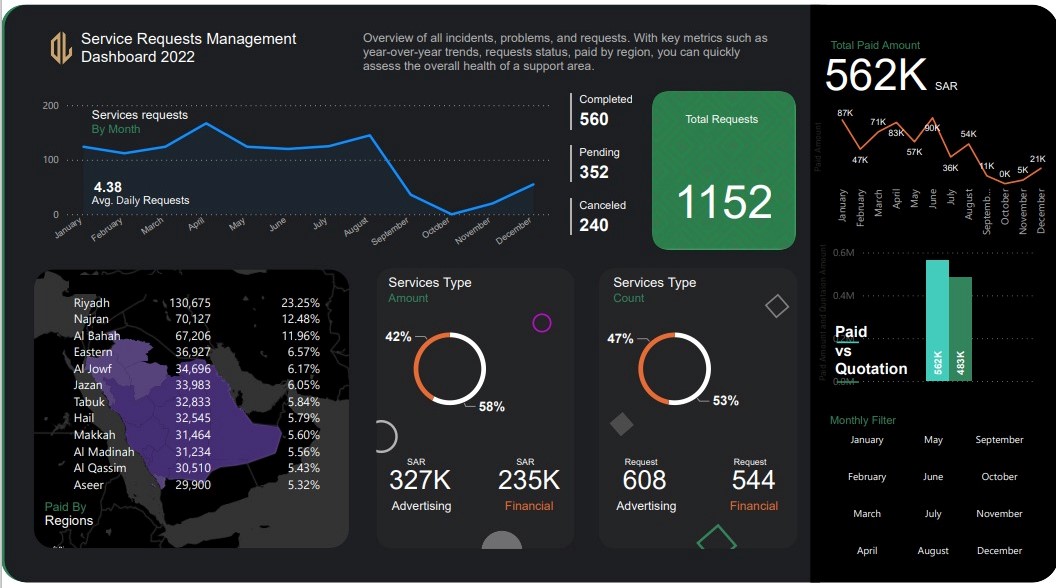 Service Requests Management
Dashboard 2022
Overview of all incidents, problems, and requests. With key metrics such as
year-over-year trends, requests status, paid by region, you can quickly
assess the overall health of a support area.
200
100
0
Services requests
By Month
4.38
Avg. Daily Requests
January
February
March
April
May
June
July
August
September
October
November
December
Completed
560
Pending
352
Canceled
240
Total Requests
1152
Riyadh 130,675 23.25%
Najran 70,127 12.48%
Al Bahah 67,206 11.96%
Eastern 36,927 6.57%
Al Jowf 34,696 6.17%
Jazan 33,983 6.05%
Tabuk 32,833 5.84%
Hail 32,545 5.79%
Makkah 31,464 5.60%
Al Madinah 31,234 5.56%
Al Qassim 30,510 5.43%
Aseer 29,900 5.32%
Paid By
Regions
Services Type
Amount
42%
58%
SAR SAR
327K 235K
Advertising Financial
Services Type
Count
47%
53%
Request Request
608 544
Advertising Financial
Total Paid Amount
562K SAR
Paid Amount
87K
47K
71K
83K
57K
90K
36K
54K
11K
0K
5K
21K
January
February
March
April
May
June
July
August
Septemb...
October
November
December
Paid Amount and Quotation Amount
0.6M
0.4M
0.0M
Paid
vs
Quotation
562K
483K
Monthly Filter
January May September
February June October
March July November
April August December